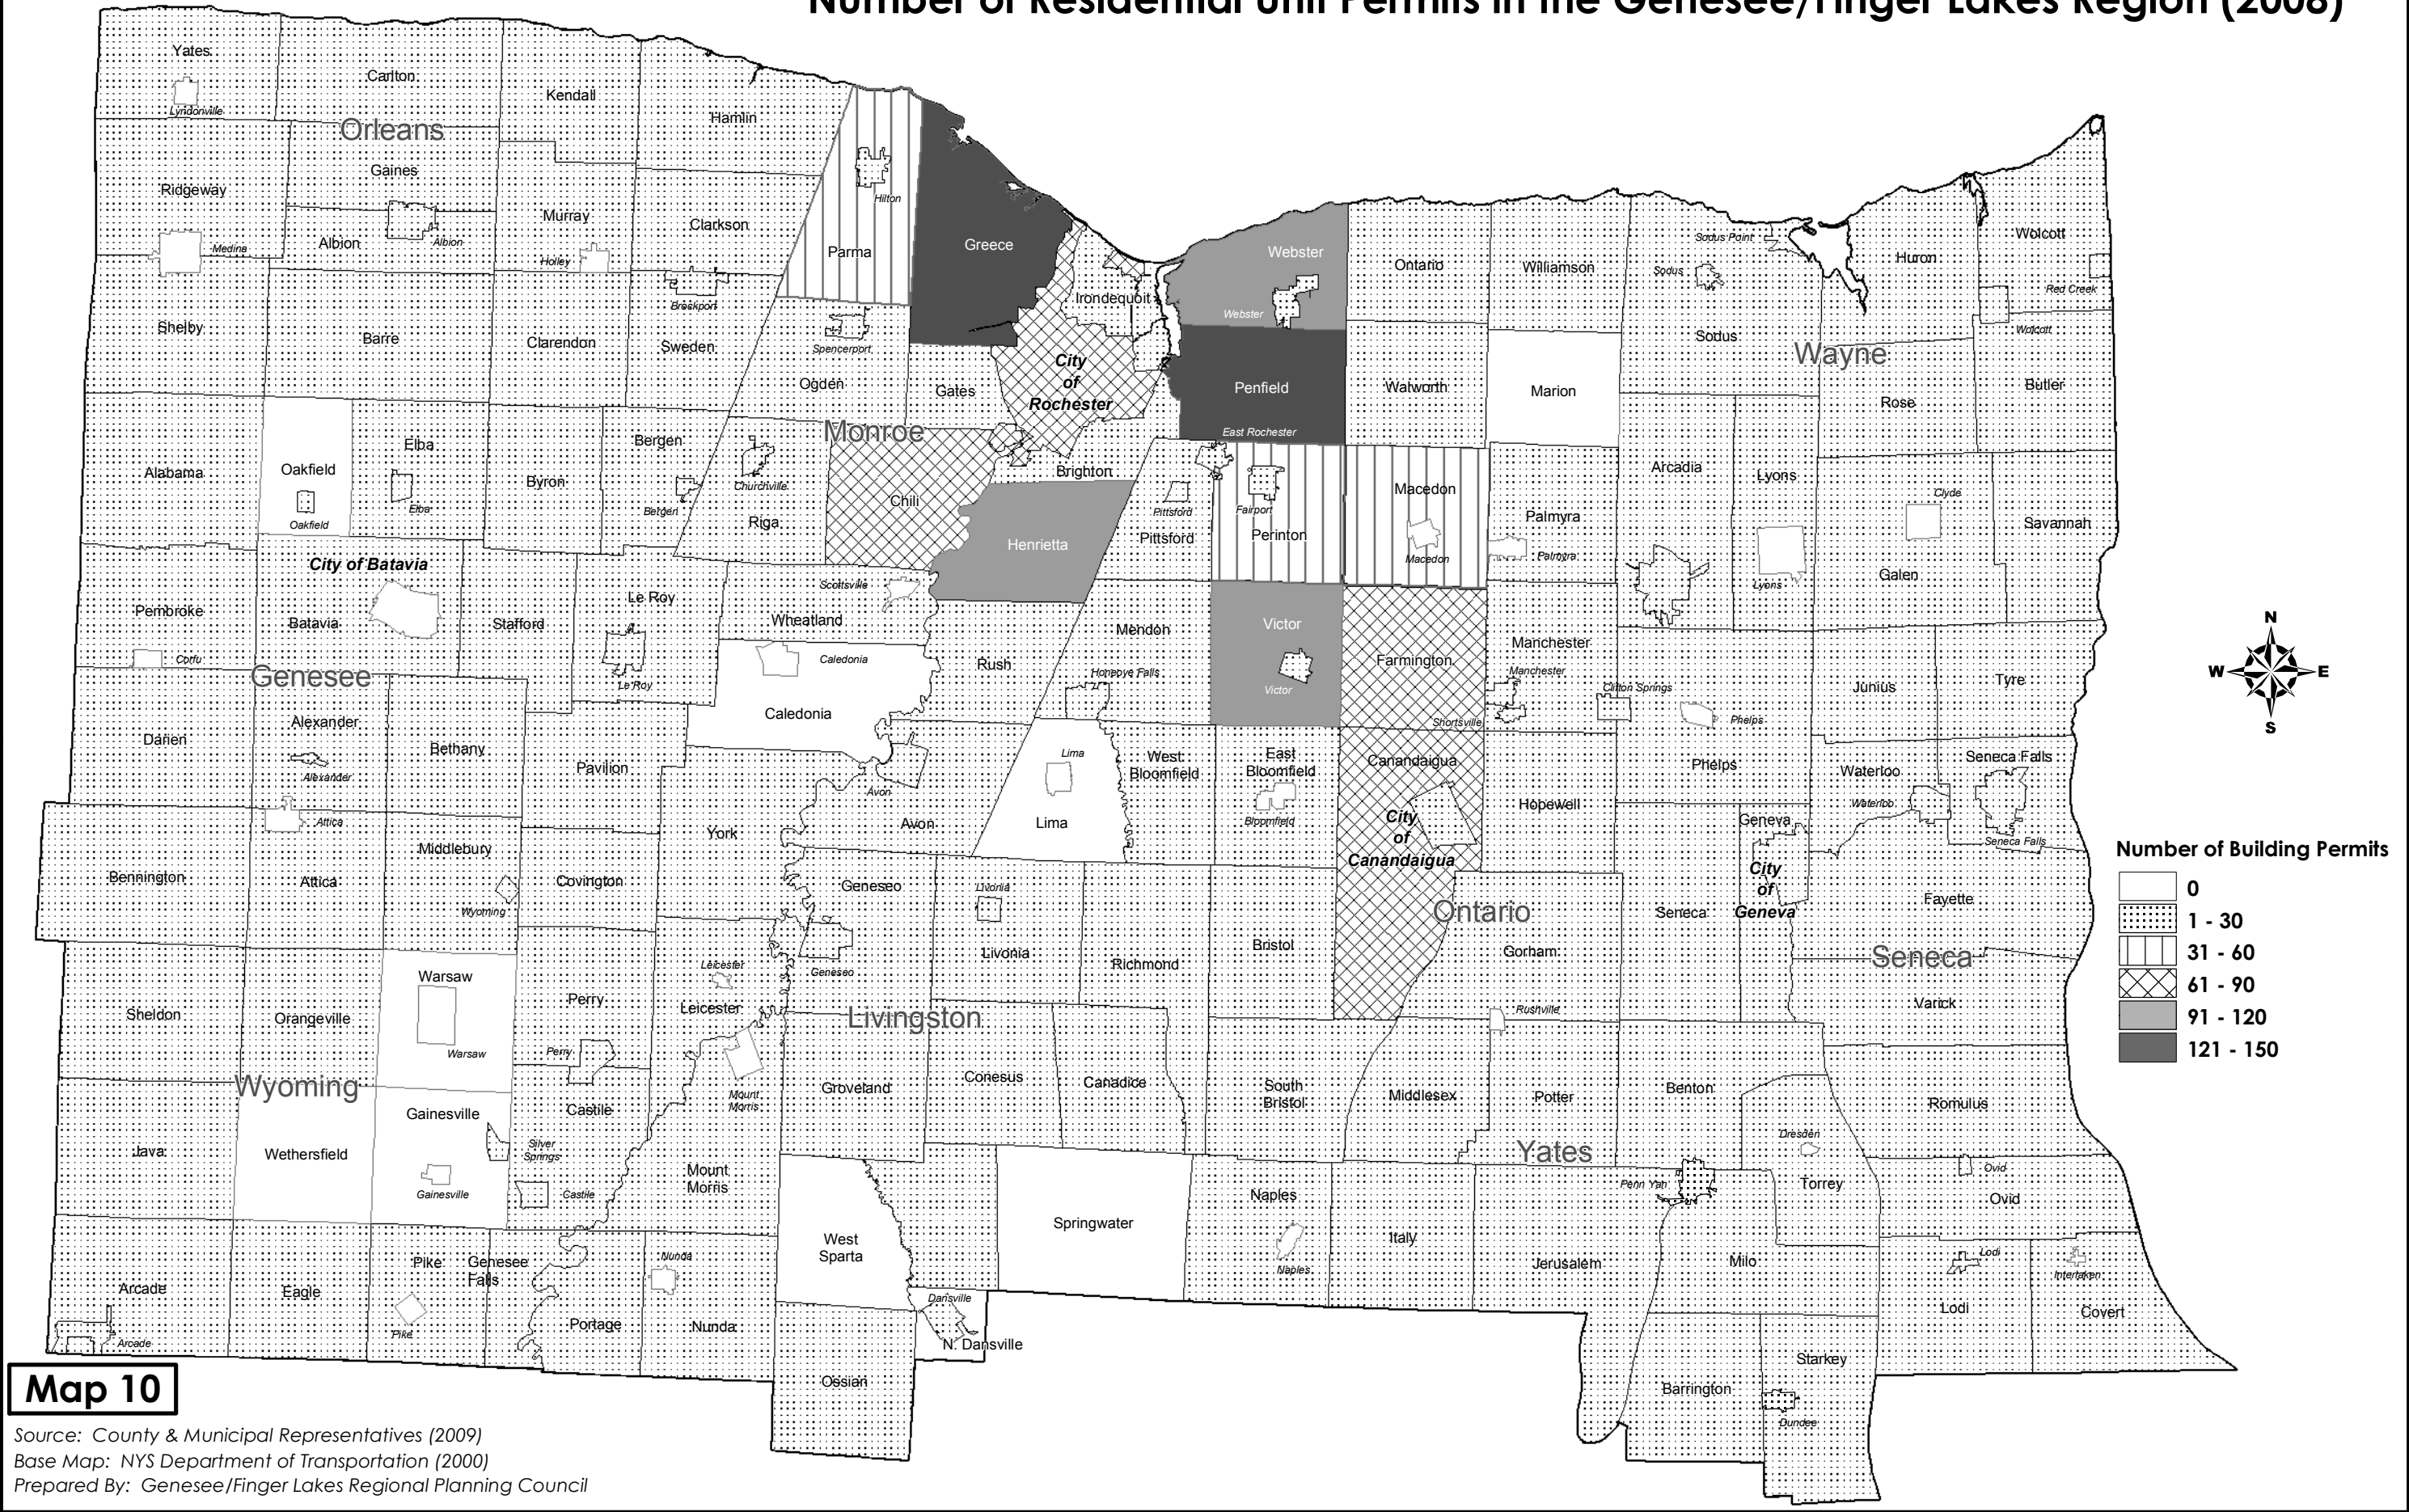 Number of Residential Unit Permits in the Genesee/Finger Lakes Region (2008)
Yates
Lyndonville
Carlton
Kendall
Hamlin
Orleans
Gaines
Ridgeway
Medina
Albion
Albion
Murray
Holley
Clarkson
Brockport
Hilton
Parma
Greece
Irondequoit
Webster
Webster
Ontario
Williamson
Sodus Point
Sodus
Sodus
Huron
Wolcott
Red Creek
Wolcott
Shelby
Barre
Clarendon
Sweden
Spencerport
Ogden
Gates
City
of
Rochester
Penfield
East Rochester
Walworth
Marion
Wayne
Rose
Butler
Monroe
Alabama
Oakfield
Oakfield
Elba
Elba
Byron
Bergen
Bergen
Churchville
Riga
Chili
Brighton
Henrietta
Pittsford
Pittsford
Fairport
Perinton
Macedon
Macedon
Palmyra
Palmyra
Arcadia
Lyons
Lyons
Clyde
Galen
Savannah
City of Batavia
Pembroke
Corfu
Batavia
Stafford
Le Roy
Le Roy
Scottsville
Wheatland
Caledonia
Caledonia
Rush
Mendon
Honeoye Falls
Victor
Victor
Farmington
Manchester
Manchester
Shortsville
Clifton Springs
Phelps
Phelps
Junius
Tyre
Genesee
Darien
Alexander
Alexander
Bethany
Pavilion
Avon
Avon
Lima
Lima
West
Bloomfield
East
Bloomfield
Bloomfield
Canandaigua
City
of
Canandaigua
Hopewell
Geneva
City
of
Geneva
Waterloo
Waterloo
Seneca Falls
Seneca Falls
Attica
Attica
Bennington
Middlebury
Wyoming
Covington
York
Geneseo
Geneseo
Livonia
Livonia
Richmond
Bristol
Ontario
Gorham
Rushville
Seneca
Fayette
Seneca
Varick
Sheldon
Orangeville
Warsaw
Warsaw
Perry
Perry
Leicester
Leicester
Livingston
Mount
Morris
Groveland
Conesus
Canadice
South
Bristol
Middlesex
Potter
Benton
Romulus
Wyoming
Java
Wethersfield
Gainesville
Gainesville
Silver
Springs
Castile
Castile
Mount
Morris
Yates
Dresden
Torrey
Penn Yan
Ovid
Ovid
West
Sparta
Springwater
Naples
Naples
Italy
Jerusalem
Milo
Lodi
Lodi
Interlaken
Covert
Arcade
Arcade
Eagle
Pike
Pike
Genesee
Falls
Portage
Nunda
Nunda
Dansville
N. Dansville
Ossian
Barrington
Starkey
Dundee
N
W
E
S
Number of Building Permits
0
1 - 30
31 - 60
61 - 90
91 - 120
121 - 150
Map 10
Source: County & Municipal Representatives (2009)
Base Map: NYS Department of Transportation (2000)
Prepared By: Genesee/Finger Lakes Regional Planning Council